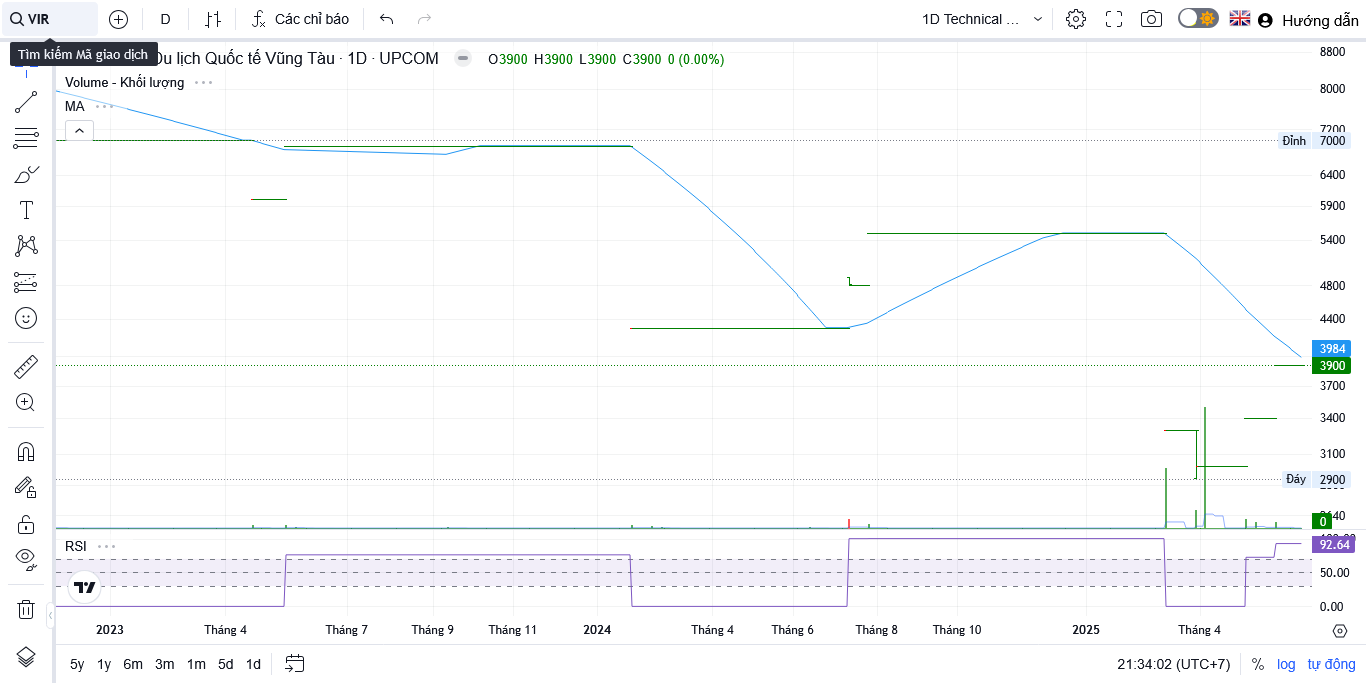 VIR D Các chỉ báo 1D Technical ... Hướng dẫn
Tìm kiếm Mã giao dịch Du lịch Quốc tế Vũng Tàu · 1D · UPCOM O3900 H3900 L3900 C3900 0 (0.00%)
Volume - Khối lượng
MA
8800
8000
7200
Đỉnh 7000
6400
5900
5400
4800
4400
3984
3900
3700
3400
3100
Đáy 2900
0
RSI
92.64
50.00
0.00
2023 Tháng 4 Tháng 7 Tháng 9 Tháng 11 2024 Tháng 4 Tháng 6 Tháng 8 Tháng 10 2025 Tháng 4
5y 1y 6m 3m 1m 5d 1d 21:34:02 (UTC+7) % log tự động